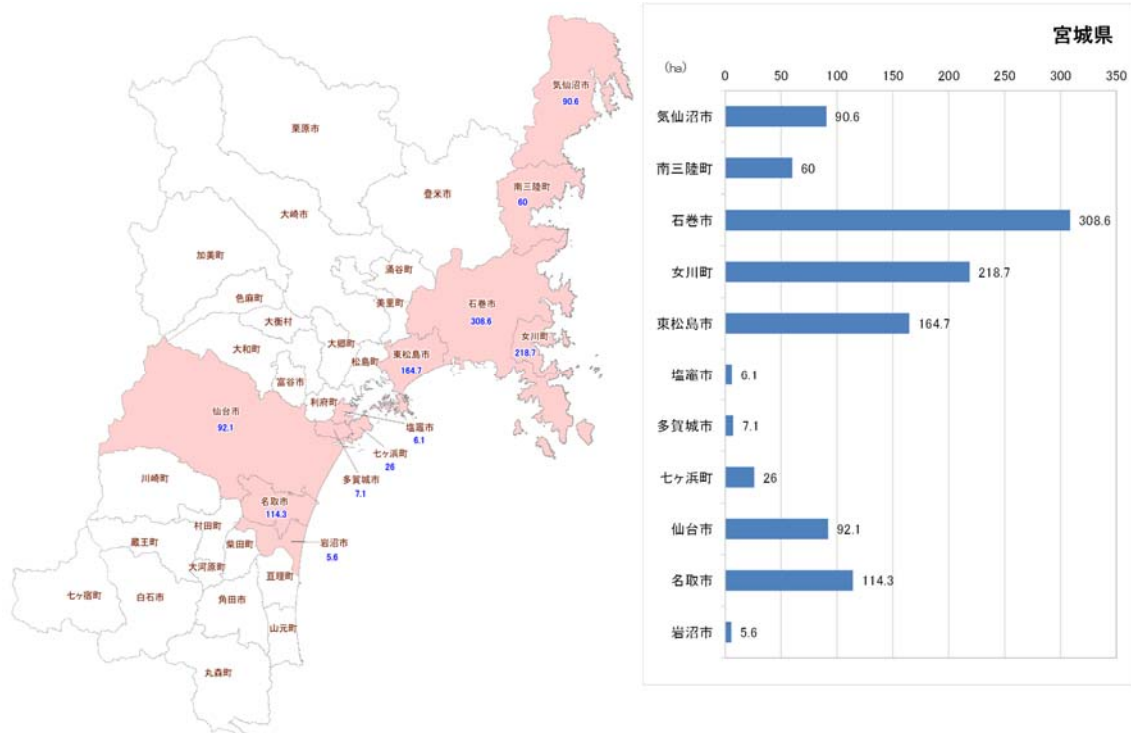 気仙沼市
90.6
栗原市
南三陸町
60
登米市
大崎市
加美町
涌谷町
色麻町
美里町
石巻市
308.6
大衡村
女川町
218.7
大和町
大郷町
松島町
東松島市
164.7
富谷市
利府町
仙台市
92.1
塩竈市
6.1
七ヶ浜町
26
多賀城市
7.1
川崎町
名取市
114.3
村田町
蔵王町
柴田町
岩沼市
5.6
大河原町
亘理町
七ヶ宿町
白石市
角田市
山元町
丸森町
宮城県
(ha)
0 50 100 150 200 250 300 350
気仙沼市 90.6
南三陸町 60
石巻市 308.6
女川町 218.7
東松島市 164.7
塩竈市 6.1
多賀城市 7.1
七ヶ浜町 26
仙台市 92.1
名取市 114.3
岩沼市 5.6